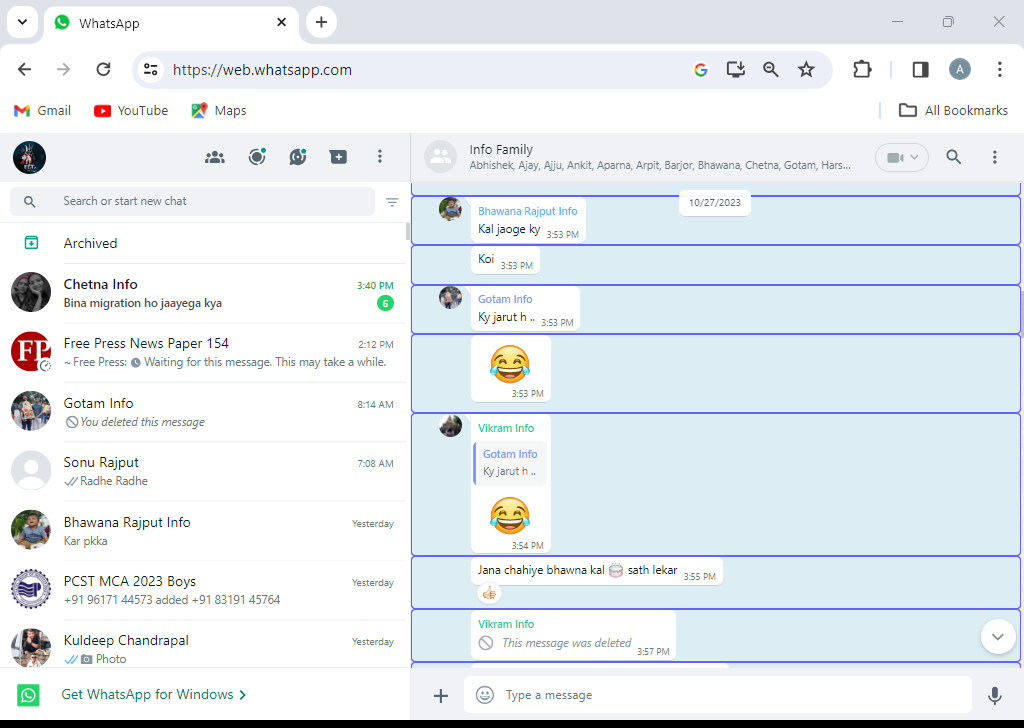 WhatsApp
https://web.whatsapp.com
A
Gmail
YouTube
Maps
All Bookmarks
Search or start new chat
Archived
Chetna Info
3:40 PM
Bina migration ho jaayega kya
6
Free Press News Paper 154
2:12 PM
~ Free Press: Waiting for this message. This may take a while.
FP
Gotam Info
8:14 AM
You deleted this message
Sonu Rajput
7:08 AM
Radhe Radhe
Bhawana Rajput Info
Yesterday
Kar pkka
PCST MCA 2023 Boys
Yesterday
+91 96171 44573 added +91 83191 45764
Kuldeep Chandrapal
Yesterday
Photo
Get WhatsApp for Windows
Info Family
Abhishek, Ajay, Ajju, Ankit, Aparna, Arpit, Barjor, Bhawana, Chetna, Gotam, Hars...
10/27/2023
Bhawana Rajput Info
Kal jaoge ky 3:53 PM
Koi 3:53 PM
Gotam Info
Ky jarut h .. 3:53 PM
😂
3:53 PM
Vikram Info
Gotam Info
Ky jarut h ..
😂
3:54 PM
Jana chahiye bhawna kal 🎂 sath lekar 3:55 PM
👍🏻
Vikram Info
This message was deleted 3:57 PM
Type a message